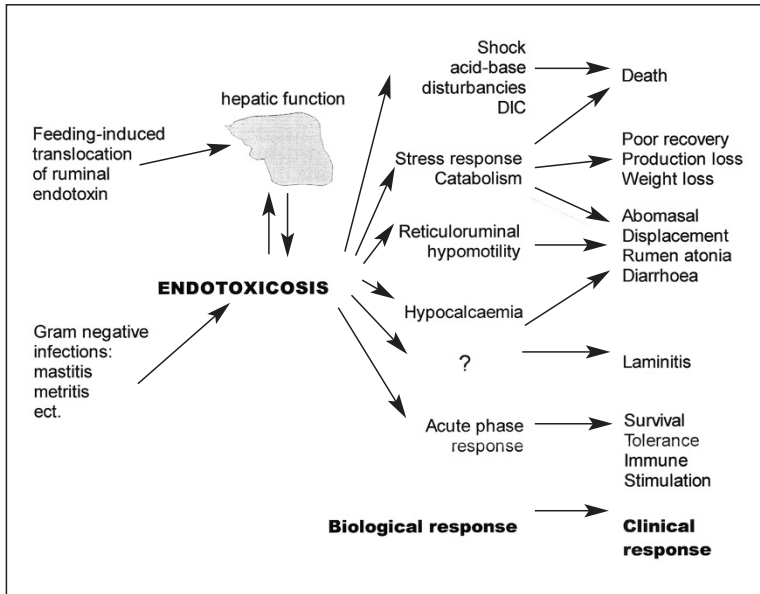 Shock
acid-base
disturbancies
DIC
Death
hepatic function
Feeding-induced
translocation
of ruminal
endotoxin
Stress response
Catabolism
Poor recovery
Production loss
Weight loss
Reticuloruminal
hypomotility
Abomasal
Displacement
Rumen atonia
Diarrhoea
ENDOTOXICOSIS
Hypocalcaemia
Gram negative
infections:
mastitis
metritis
ect.
?
Laminitis
Acute phase
response
Survival
Tolerance
Immune
Stimulation
Biological response
Clinical
response